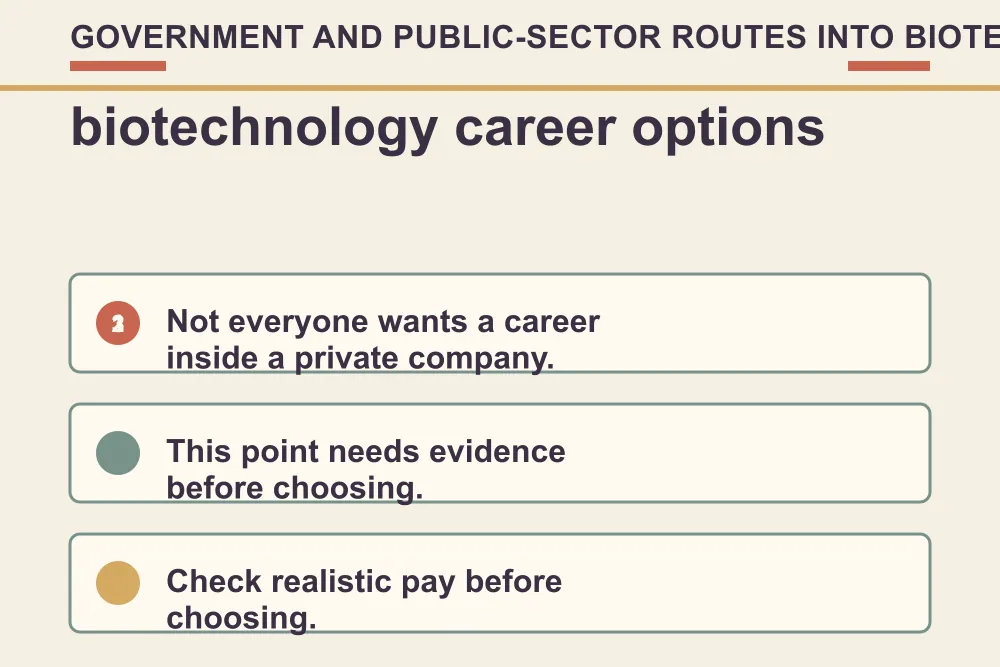 GOVERNMENT AND PUBLIC-SECTOR ROUTES INTO BIOTE
biotechnology career options
Not everyone wants a career
inside a private company.
This point needs evidence
before choosing.
Check realistic pay before
choosing.